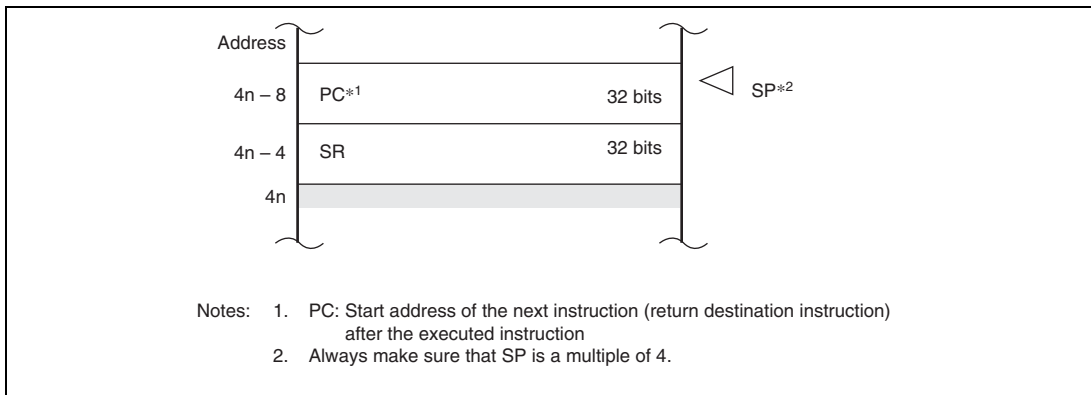 Address
4n – 8 PC*1 32 bits SP*2
4n – 4 SR 32 bits
4n
Notes: 1. PC: Start address of the next instruction (return destination instruction)
after the executed instruction
2. Always make sure that SP is a multiple of 4.